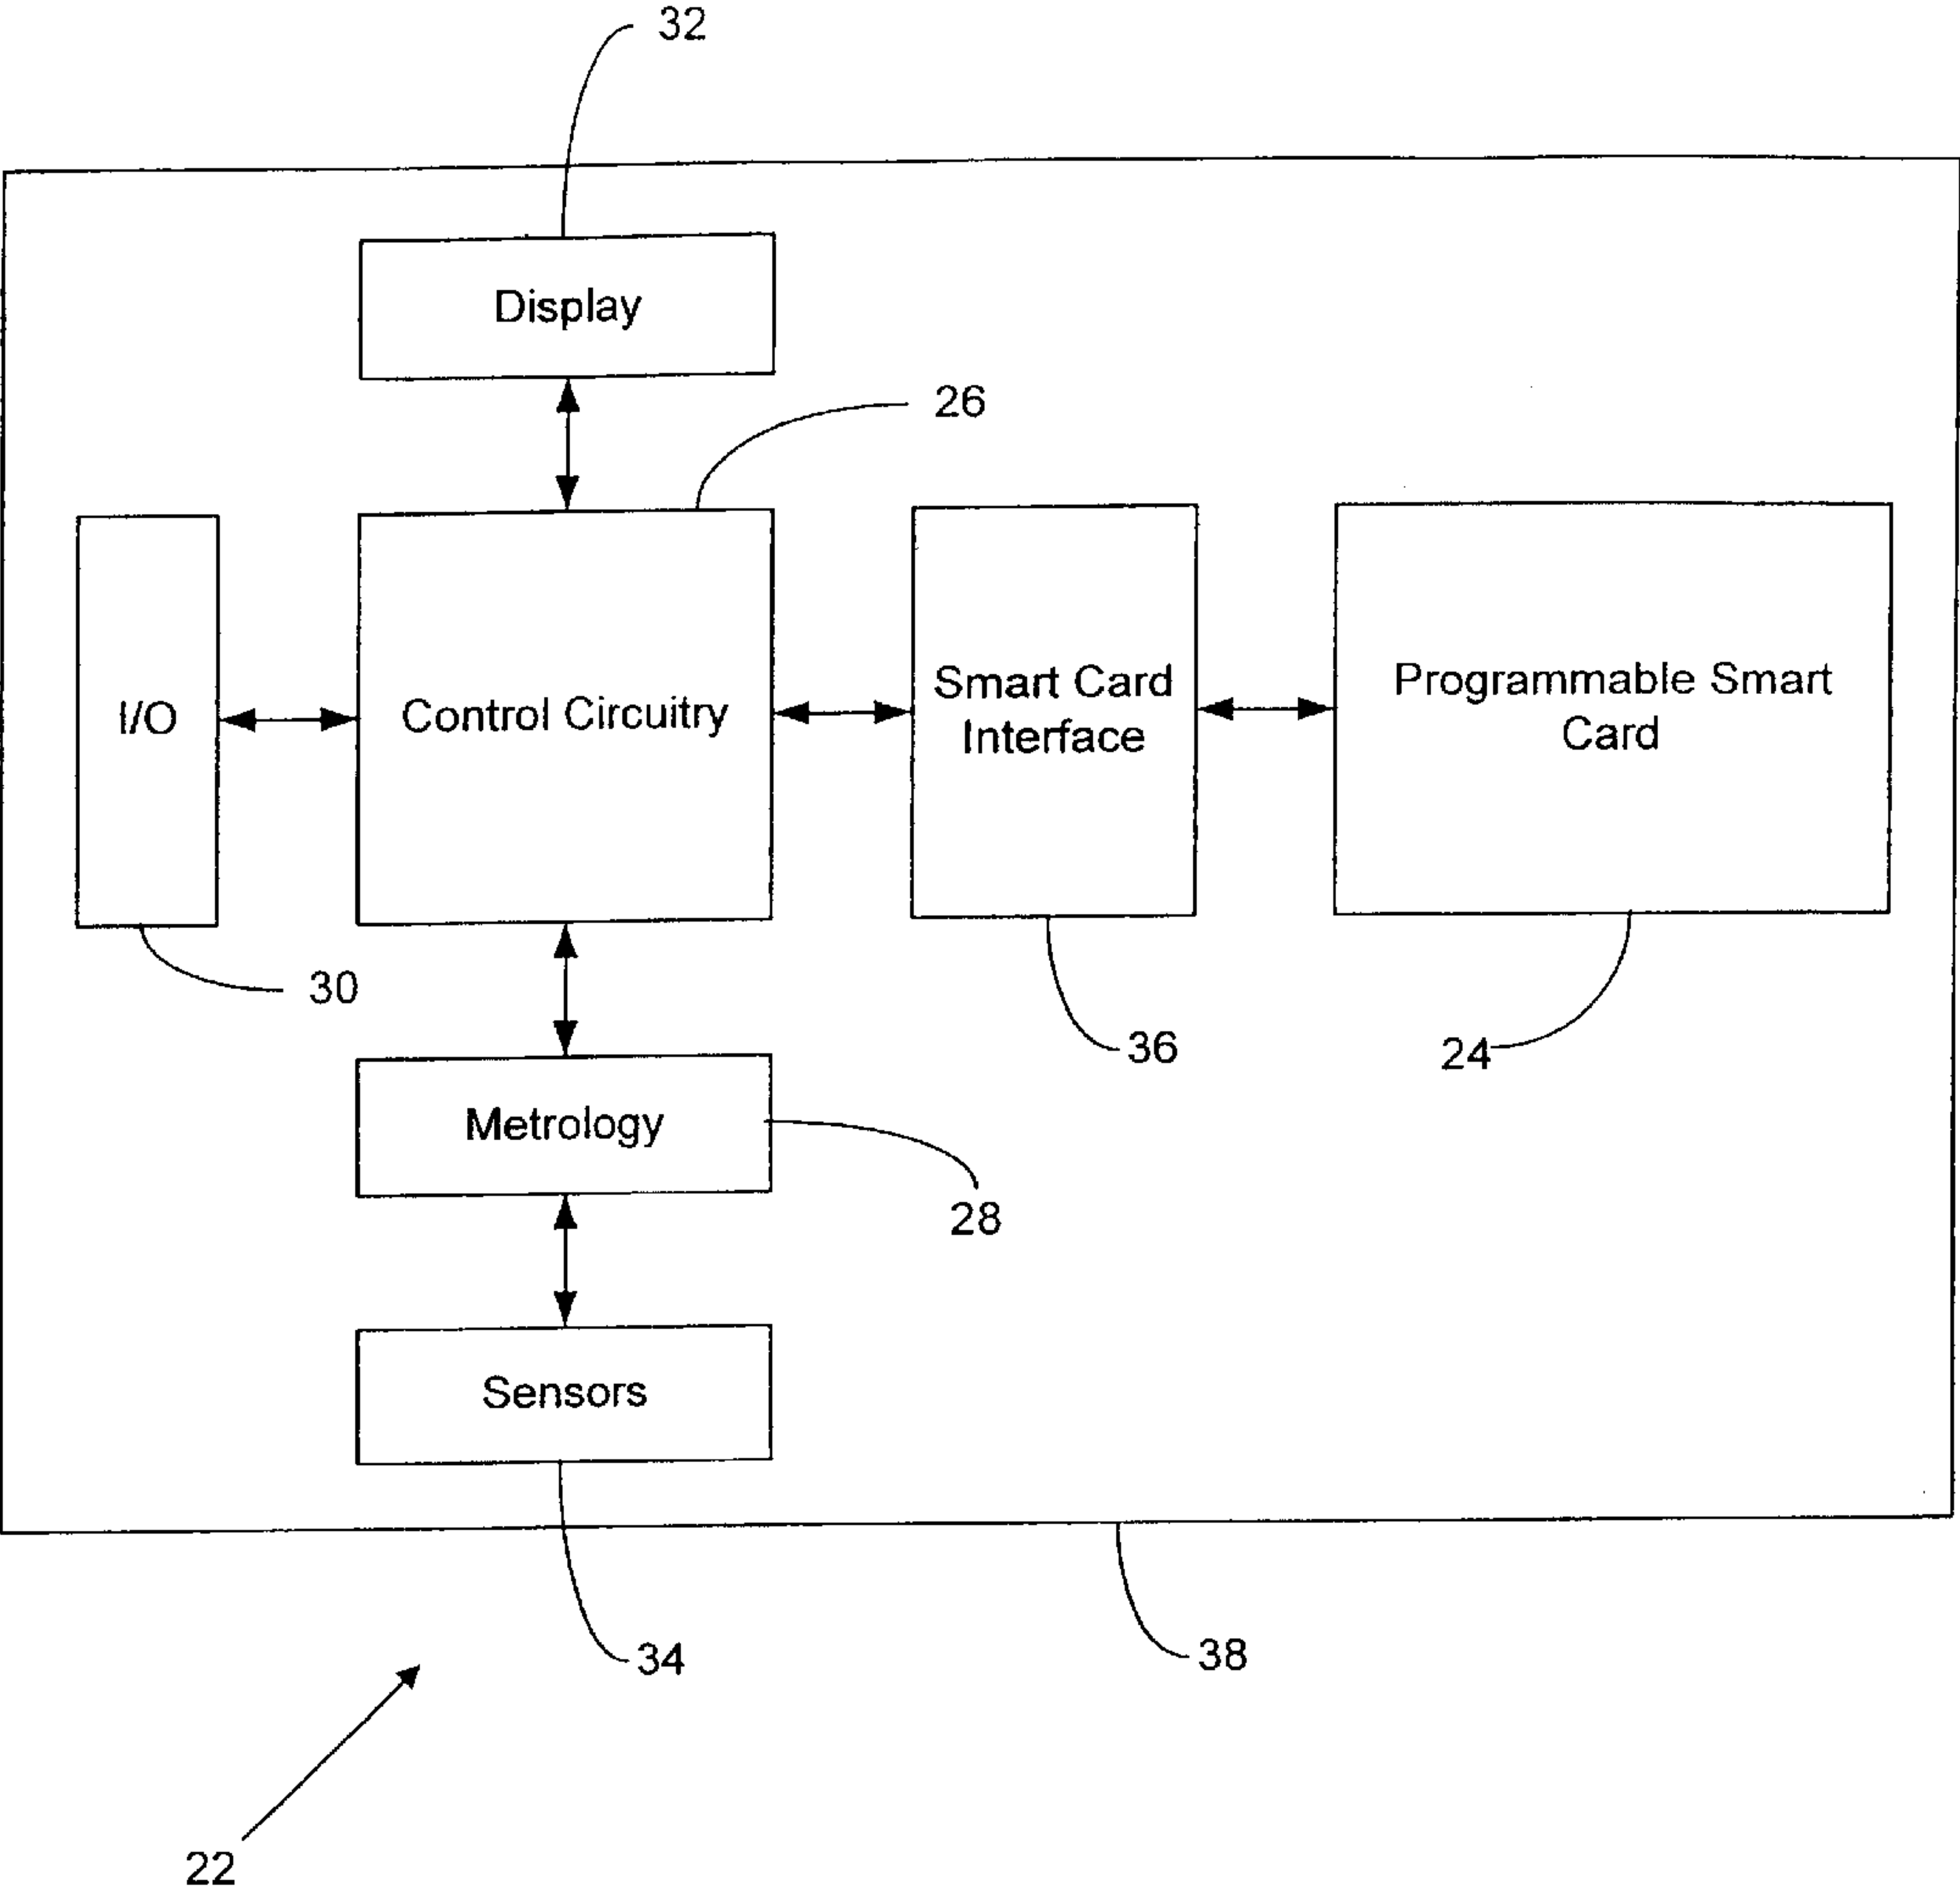 32
Display
26
I/O
Control Circuitry
Smart Card
Interface
Programmable Smart
Card
30
36
24
Metrology
28
Sensors
34
38
22